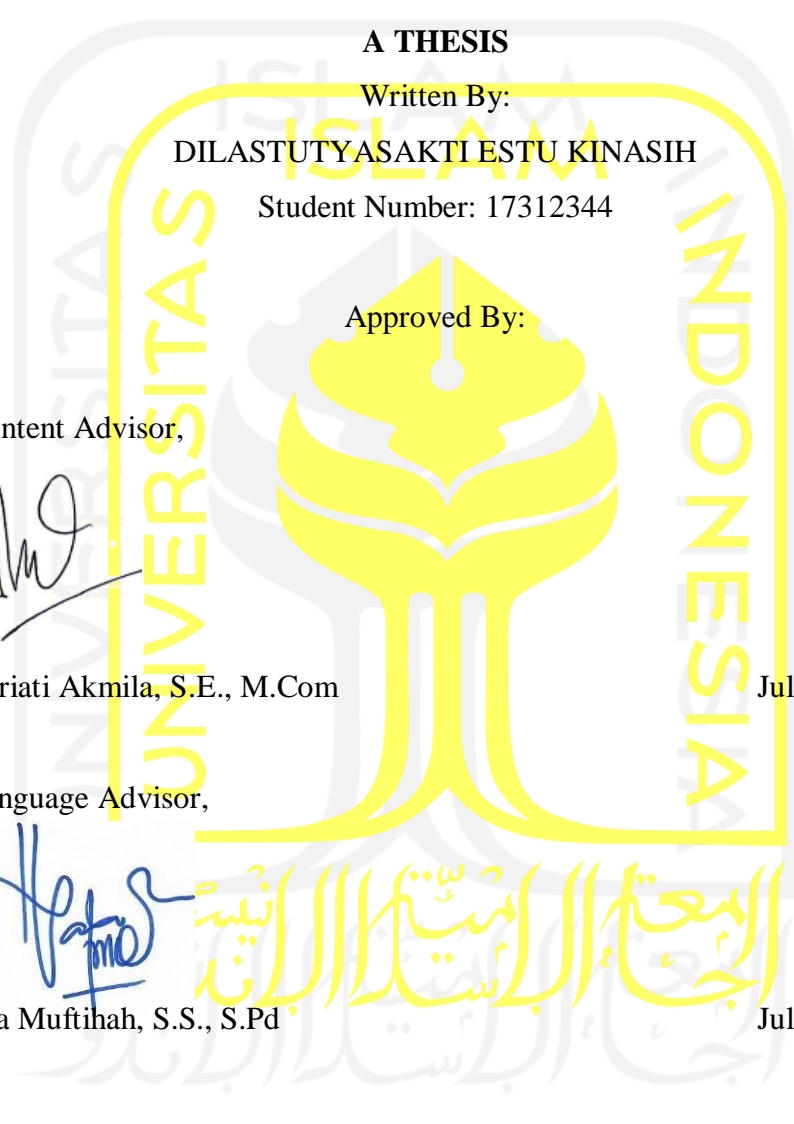 A THESIS
Written By:
DILASTUTYASAKTI ESTU KINASIH
Student Number: 17312344
Approved By:
ntent Advisor,
riati Akmila, S.E., M.Com Jul
nguage Advisor,
a Muftihah, S.S., S.Pd Jul
UNIVERSITAS
ISLAM
INDONESIA